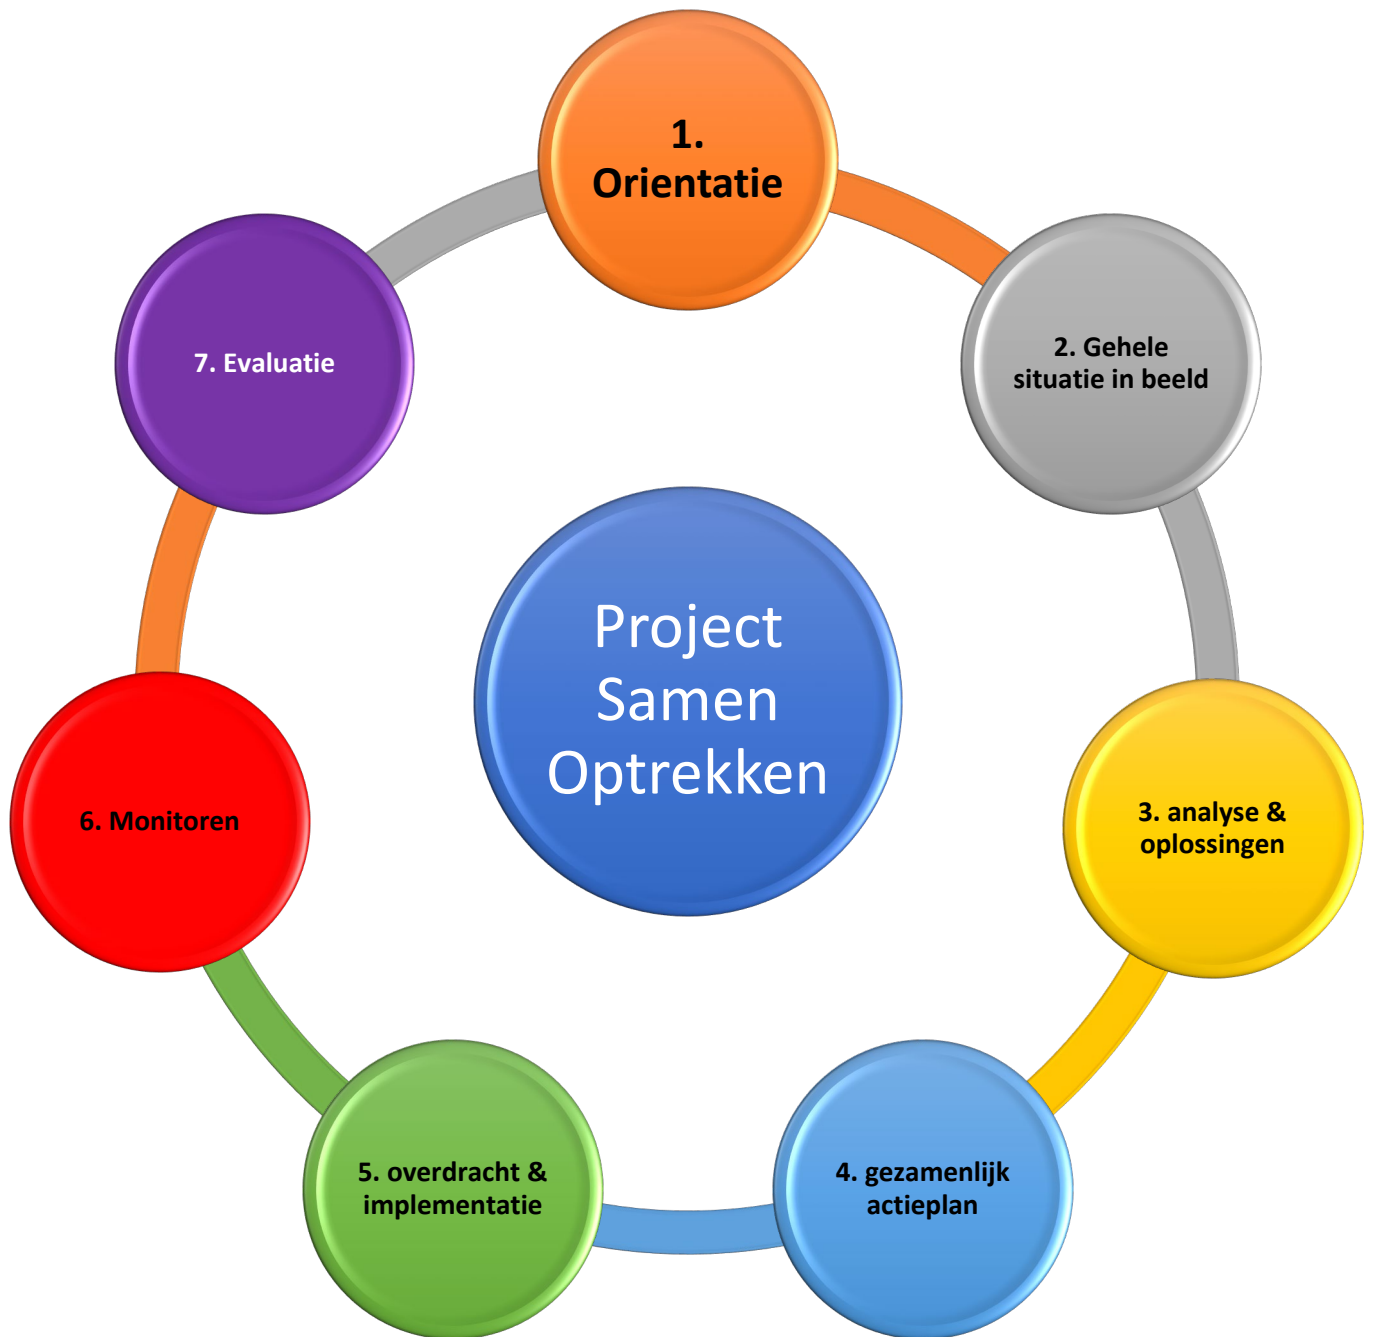 1.
Orientatie
2. Gehele
situatie in beeld
3. analyse &
oplossingen
4. gezamenlijk
actieplan
5. overdracht &
implementatie
6. Monitoren
7. Evaluatie
Project
Samen
Optrekken